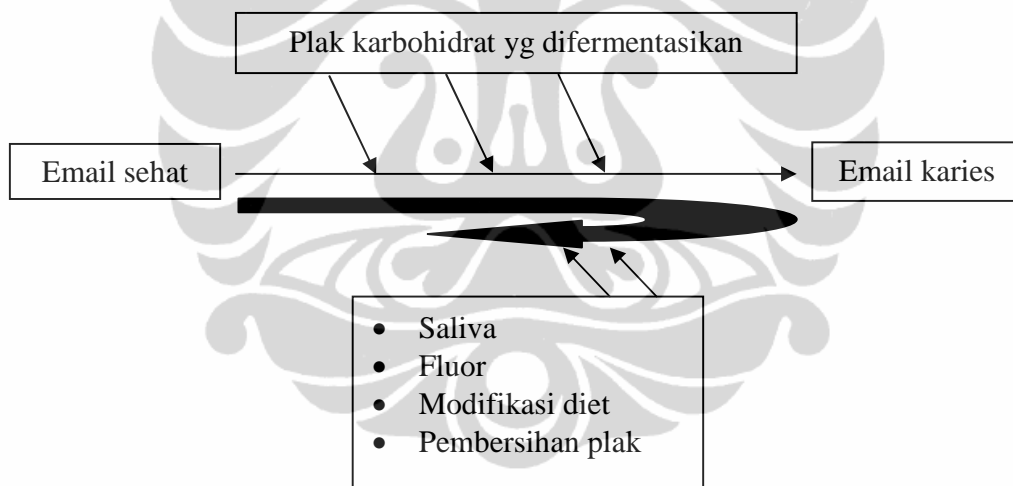 Plak karbohidrat yg difermentasikan
Email sehat
Email karies
• Saliva
• Fluor
• Modifikasi diet
• Pembersihan plak